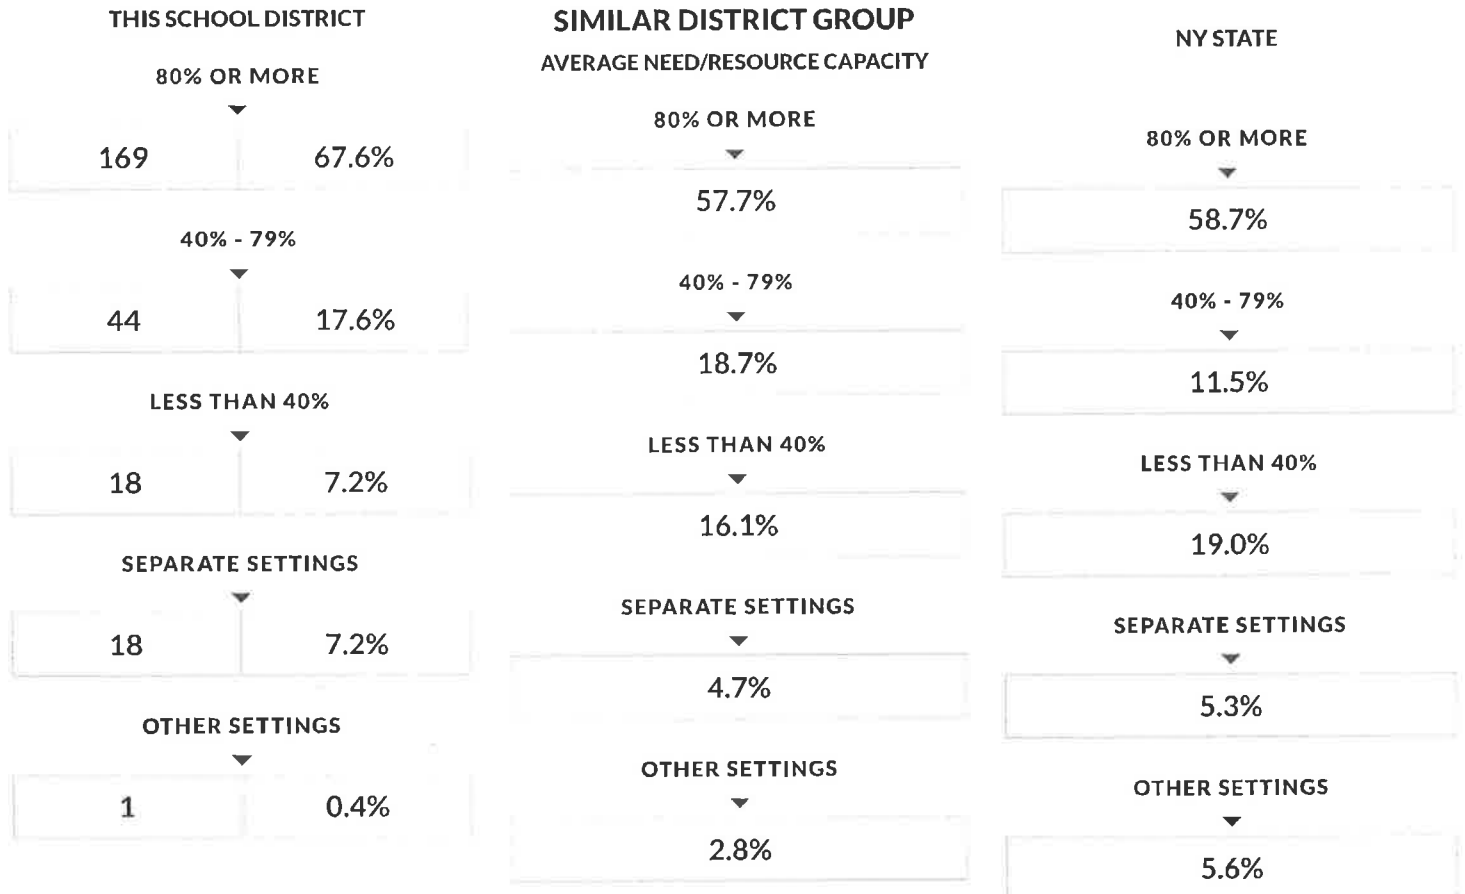 THIS SCHOOL DISTRICT
80% OR MORE
169 67.6%
40% - 79%
44 17.6%
LESS THAN 40%
18 7.2%
SEPARATE SETTINGS
18 7.2%
OTHER SETTINGS
1 0.4%
SIMILAR DISTRICT GROUP
AVERAGE NEED/RESOURCE CAPACITY
80% OR MORE
57.7%
40% - 79%
18.7%
LESS THAN 40%
16.1%
SEPARATE SETTINGS
4.7%
OTHER SETTINGS
2.8%
NY STATE
80% OR MORE
58.7%
40% - 79%
11.5%
LESS THAN 40%
19.0%
SEPARATE SETTINGS
5.3%
OTHER SETTINGS
5.6%